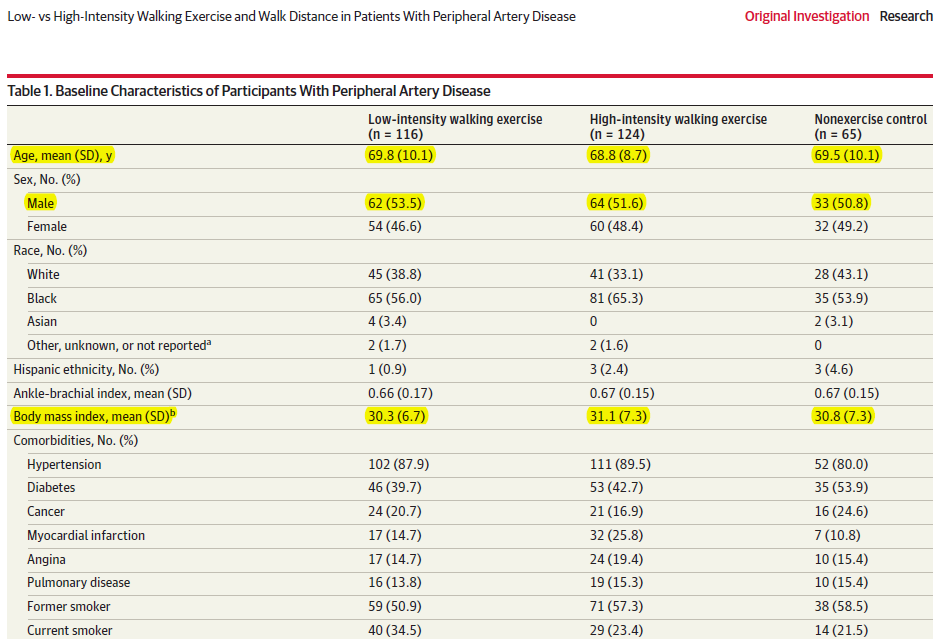 Low- vs High-Intensity Walking Exercise and Walk Distance in Patients With Peripheral Artery Disease Original Investigation Research
Table 1. Baseline Characteristics of Participants With Peripheral Artery Disease
Low-intensity walking exercise (n = 116) High-intensity walking exercise (n = 124) Nonexercise control (n = 65)
Age, mean (SD), y 69.8 (10.1) 68.8 (8.7) 69.5 (10.1)
Sex, No. (%)
Male 62 (53.5) 64 (51.6) 33 (50.8)
Female 54 (46.6) 60 (48.4) 32 (49.2)
Race, No. (%)
White 45 (38.8) 41 (33.1) 28 (43.1)
Black 65 (56.0) 81 (65.3) 35 (53.9)
Asian 4 (3.4) 0 2 (3.1)
Other, unknown, or not reportedᵃ 2 (1.7) 2 (1.6) 0
Hispanic ethnicity, No. (%) 1 (0.9) 3 (2.4) 3 (4.6)
Ankle-brachial index, mean (SD) 0.66 (0.17) 0.67 (0.15) 0.67 (0.15)
Body mass index, mean (SD)ᵇ 30.3 (6.7) 31.1 (7.3) 30.8 (7.3)
Comorbidities, No. (%)
Hypertension 102 (87.9) 111 (89.5) 52 (80.0)
Diabetes 46 (39.7) 53 (42.7) 35 (53.9)
Cancer 24 (20.7) 21 (16.9) 16 (24.6)
Myocardial infarction 17 (14.7) 32 (25.8) 7 (10.8)
Angina 17 (14.7) 24 (19.4) 10 (15.4)
Pulmonary disease 16 (13.8) 19 (15.3) 10 (15.4)
Former smoker 59 (50.9) 71 (57.3) 38 (58.5)
Current smoker 40 (34.5) 29 (23.4) 14 (21.5)